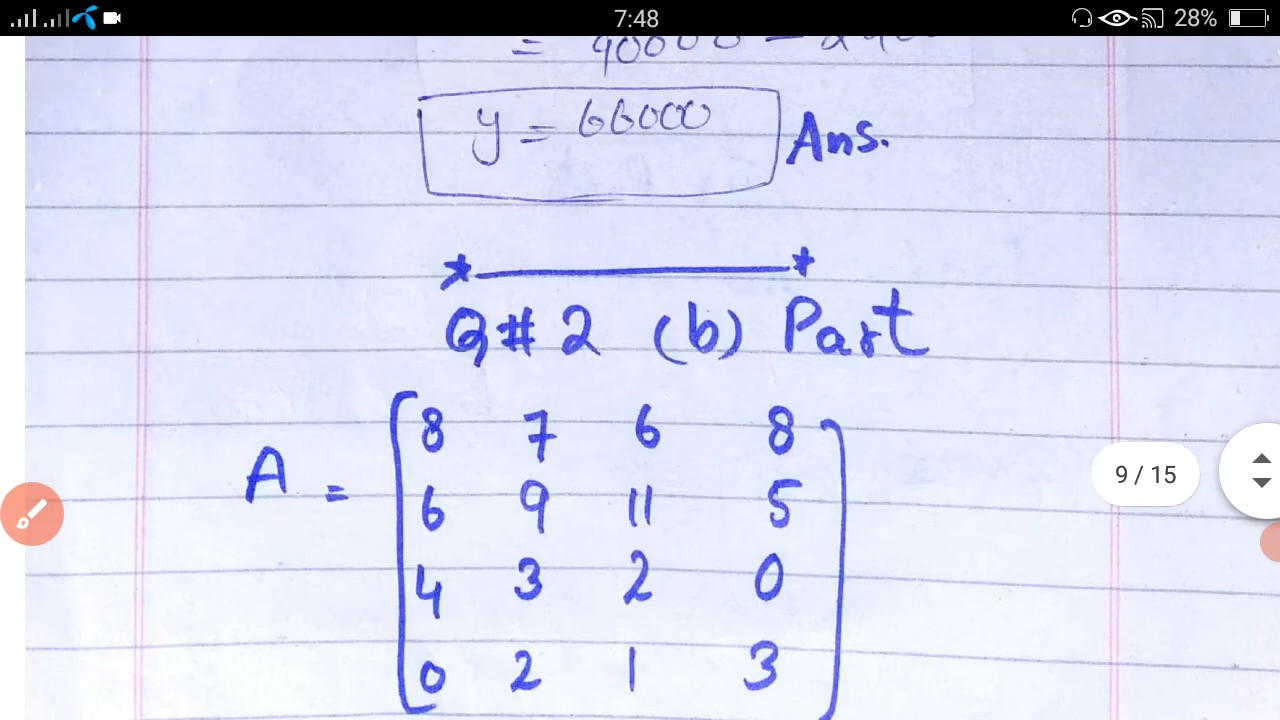 7:48
28%
y = 66000 Ans.
Q# 2 (b) Part
A = 8 7 6 8
6 9 11 5
4 3 2 0
0 2 1 3
9 / 15